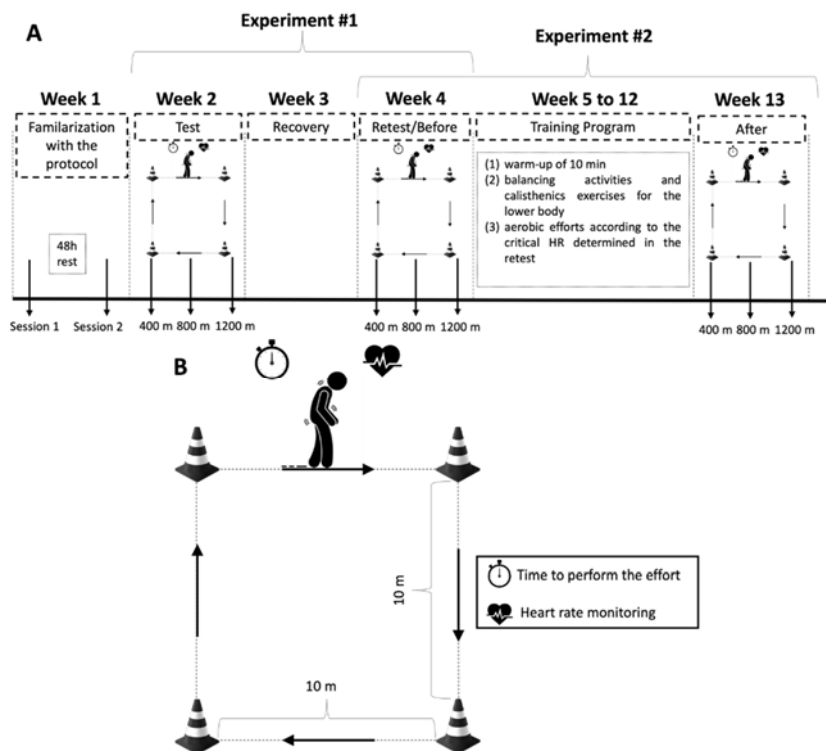 A
Experiment #1
Experiment #2
Week 1
Week 2
Week 3
Week 4
Week 5 to 12
Week 13
Familarization
with the
protocol
Test
Recovery
Retest/Before
Training Program
After
(1) warm-up of 10 min
(2) balancing activities and
calisthenics exercises for the
lower body
(3) aerobic efforts according to the
critical HR determined in the
retest
48h
rest
Session 1
Session 2
400 m
800 m
1200 m
400 m
800 m
1200 m
400 m
800 m
1200 m
B
10 m
10 m
Time to perform the effort
Heart rate monitoring